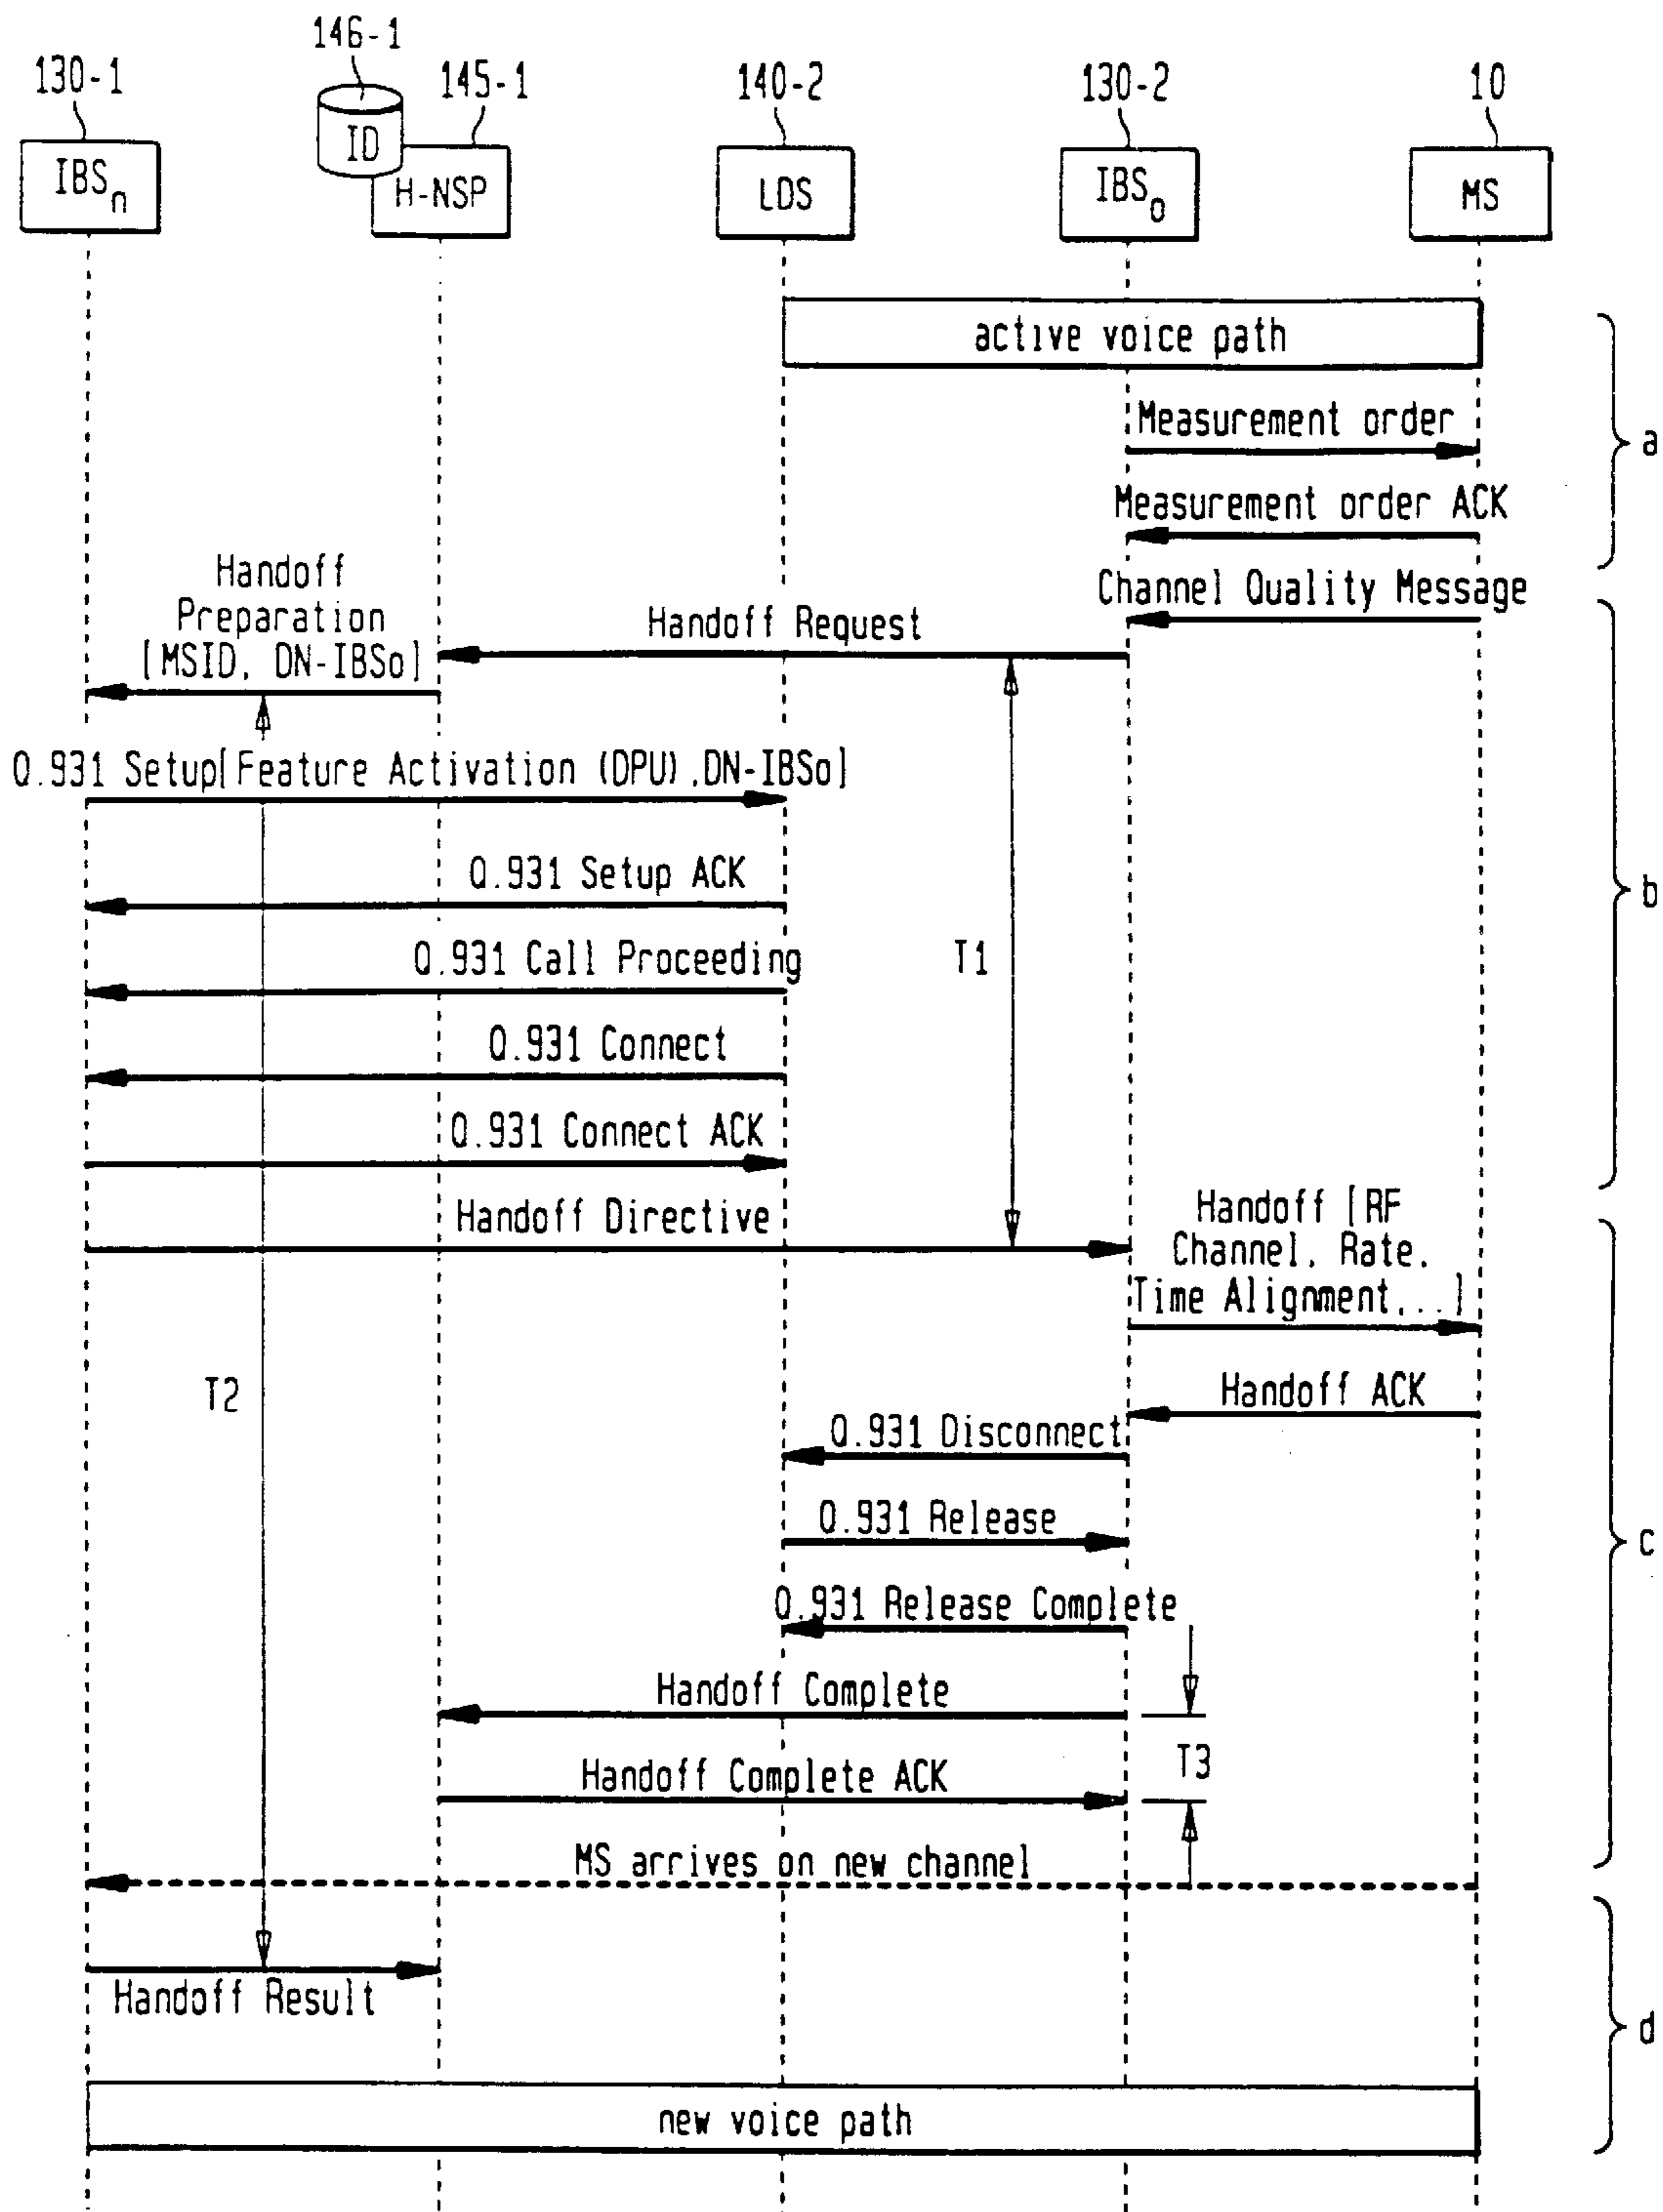 146-1
130-1
145-1
140-2
130-2
10
ID
IBSn
H-NSP
LDS
IBSo
MS
active voice path
a
Measurement order
Measurement order ACK
Channel Quality Message
Handoff
Preparation
[MSID, DN-IBSo]
Handoff Request
Q.931 Setup[Feature Activation (DPU),DN-IBSo]
Q.931 Setup ACK
b
Q.931 Call Proceeding
T1
Q.931 Connect
Q.931 Connect ACK
Handoff Directive
Handoff [RF
Channel, Rate,
Time Alignment,...]
T2
Handoff ACK
Q.931 Disconnect
Q.931 Release
c
Q.931 Release Complete
Handoff Complete
T3
Handoff Complete ACK
MS arrives on new channel
Handoff Result
d
new voice path